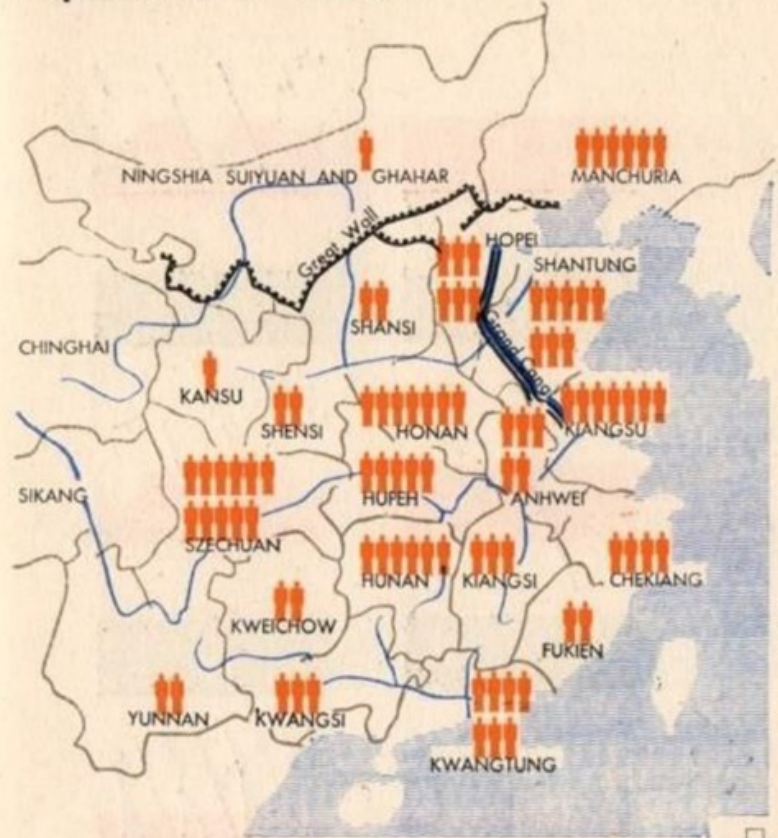 NINGSHIA SUIYUAN AND GHAHAR
MANCHURIA
Great Wall
HOPEI
SHANTUNG
SHANSI
CHINGHAI
Grand Canal
KANSU
SHENSI
HONAN
KIANGSU
SIKANG
HUPEH
ANHWEI
SZECHUAN
HUNAN
KIANGSI
CHEKIANG
KWEICHOW
FUKIEN
YUNNAN
KWANGSI
KWANGTUNG